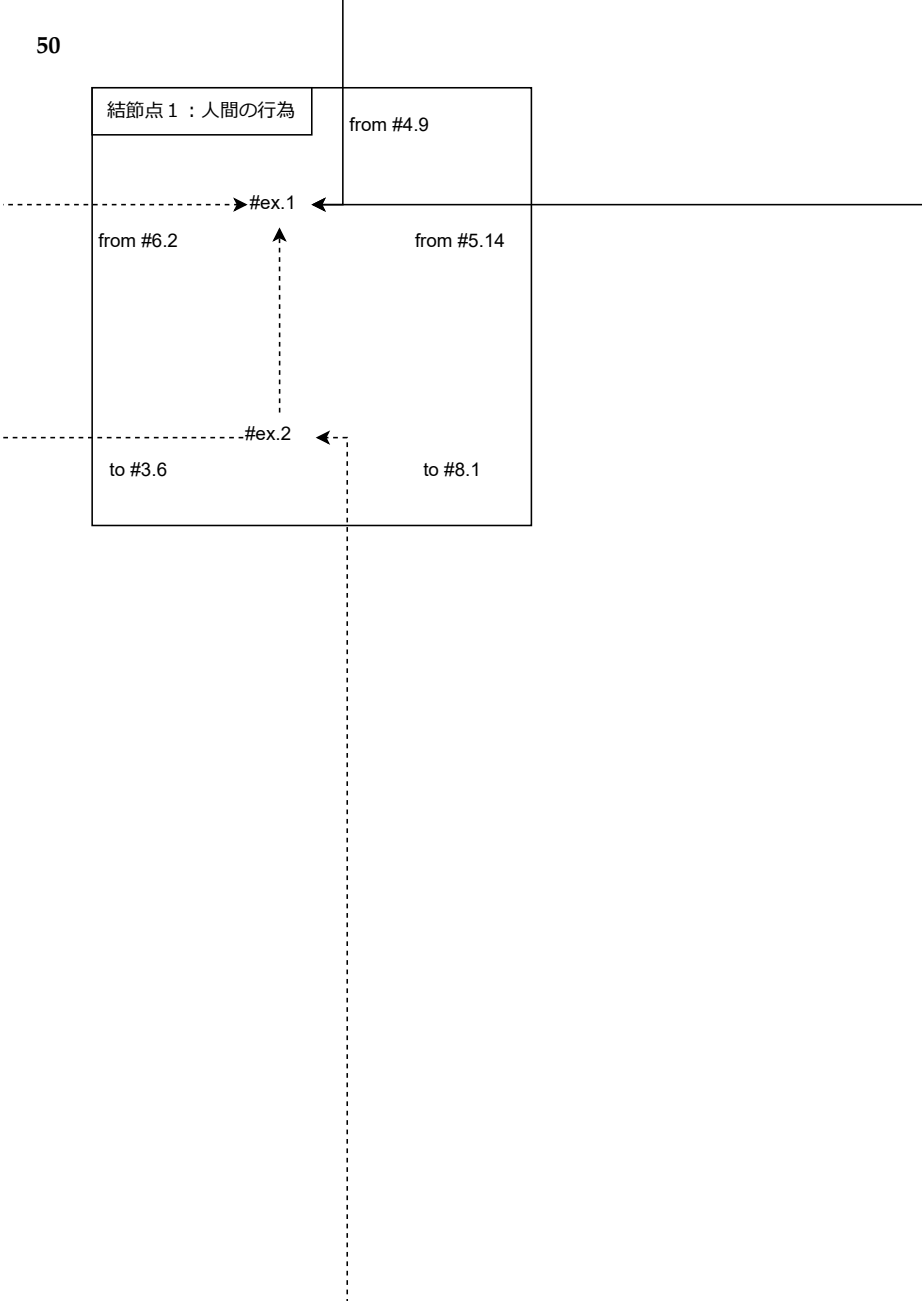 50
結節点１：人間の行為
from #4.9
#ex.1
from #6.2
from #5.14
#ex.2
to #3.6
to #8.1